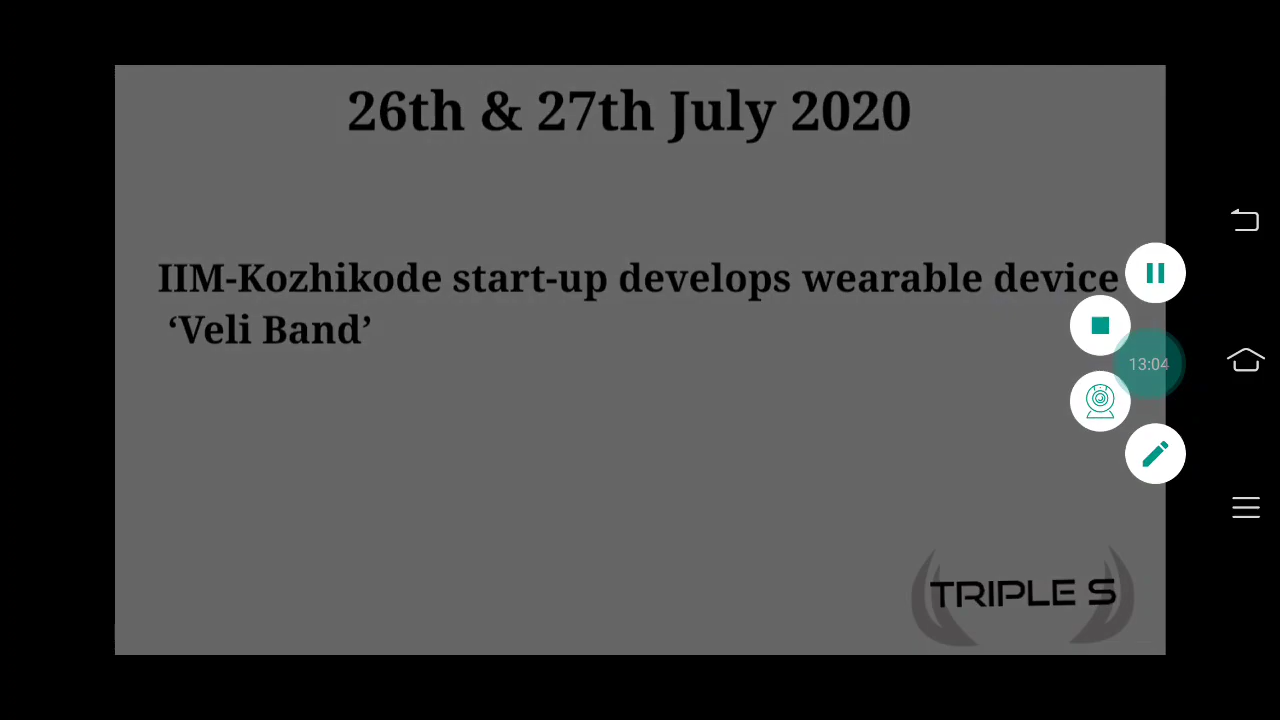 26th & 27th July 2020
IIM-Kozhikode start-up develops wearable device
‘Veli Band’
13:04
TRIPLE S